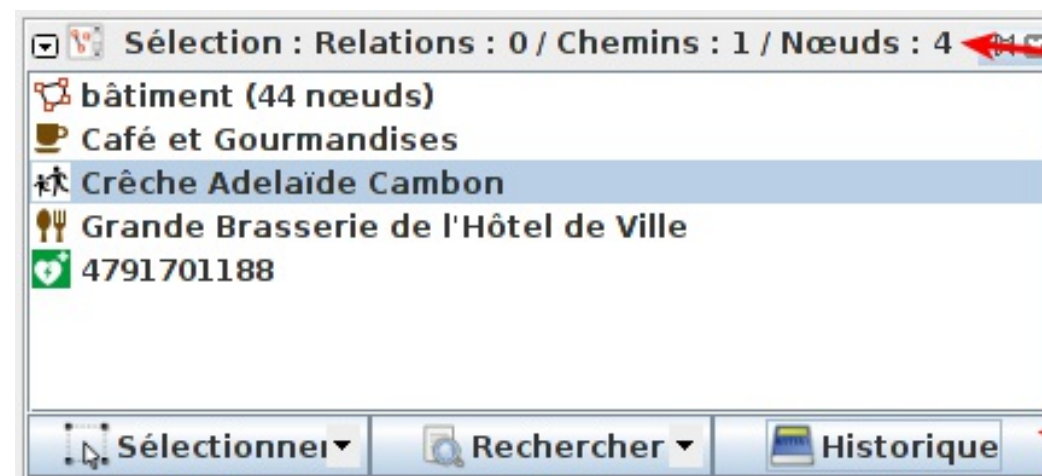 Sélection : Relations : 0 / Chemins : 1 / Nœuds : 4
bâtiment (44 nœuds)
Café et Gourmandises
Crêche Adelaïde Cambon
Grande Brasserie de l'Hôtel de Ville
4791701188
Sélectionner Rechercher Historique